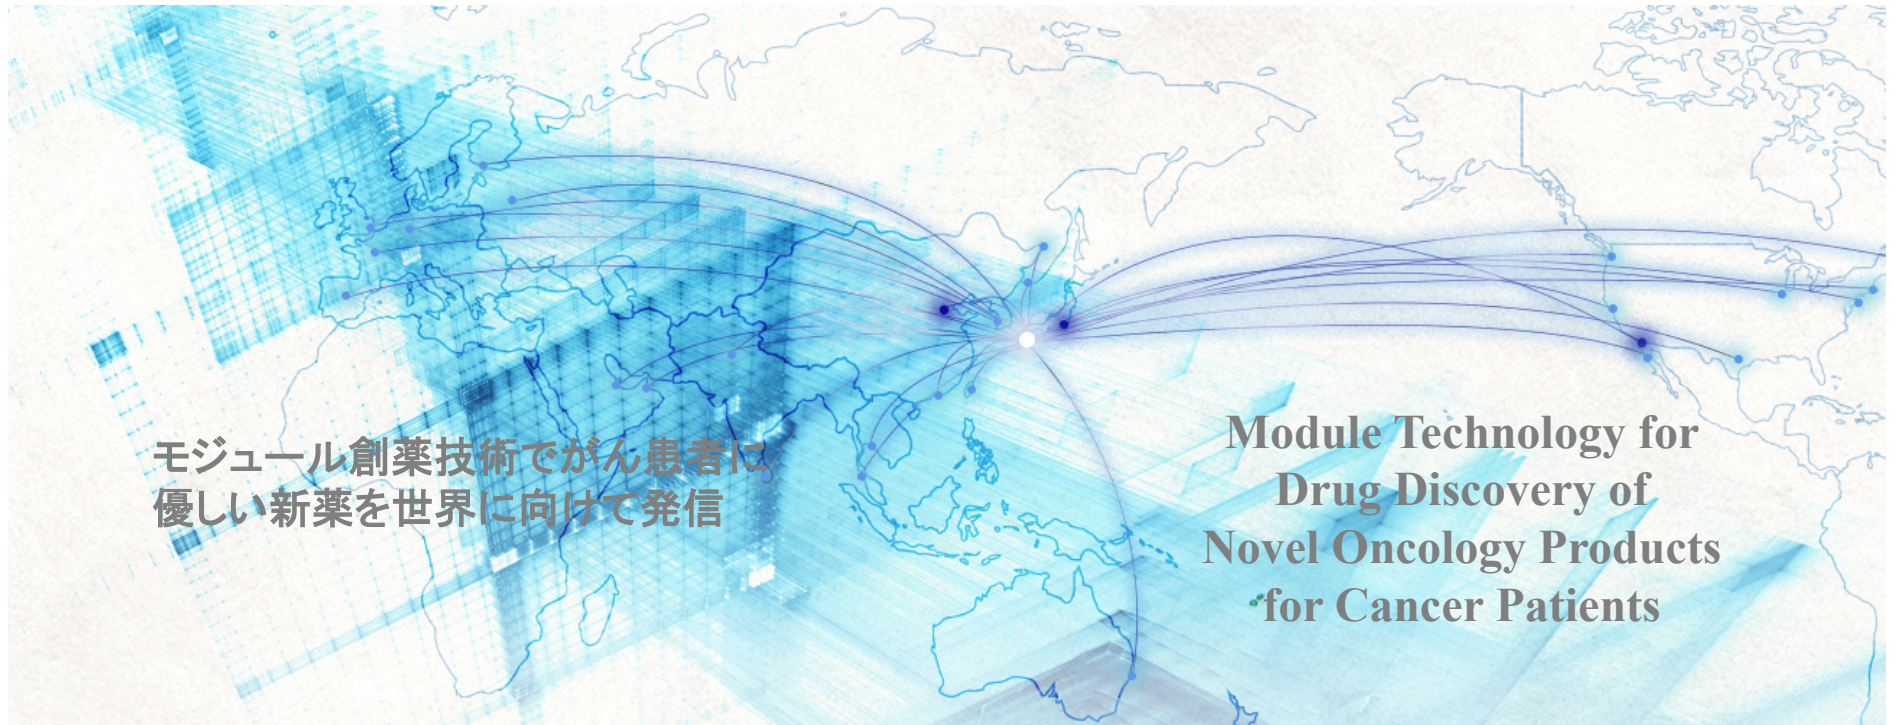 モジュール創薬技術でがん患者に
優しい新薬を世界に向けて発信
Module Technology for
Drug Discovery of
Novel Oncology Products
for Cancer Patients